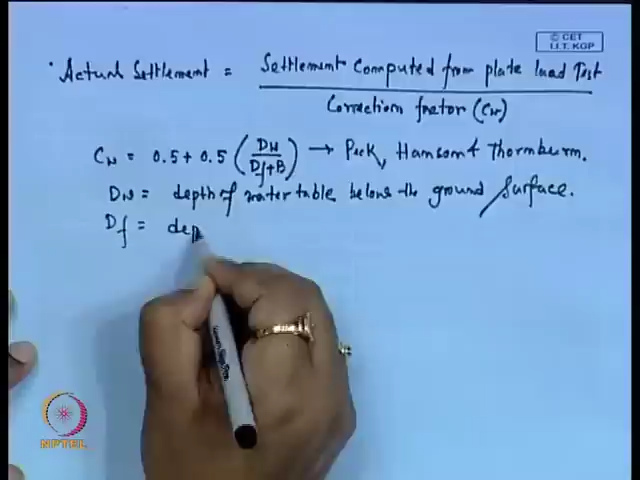 © CET
I.I.T. KGP
· Actual Settlement = Settlement Computed from plate load Test
Correction factor (Cw)
Cw = 0.5 + 0.5 (Dw / Df+B) → Peck, Hanson & Thornburn.
Dw = depth of water table below the ground surface.
Df = dep
NPTEL